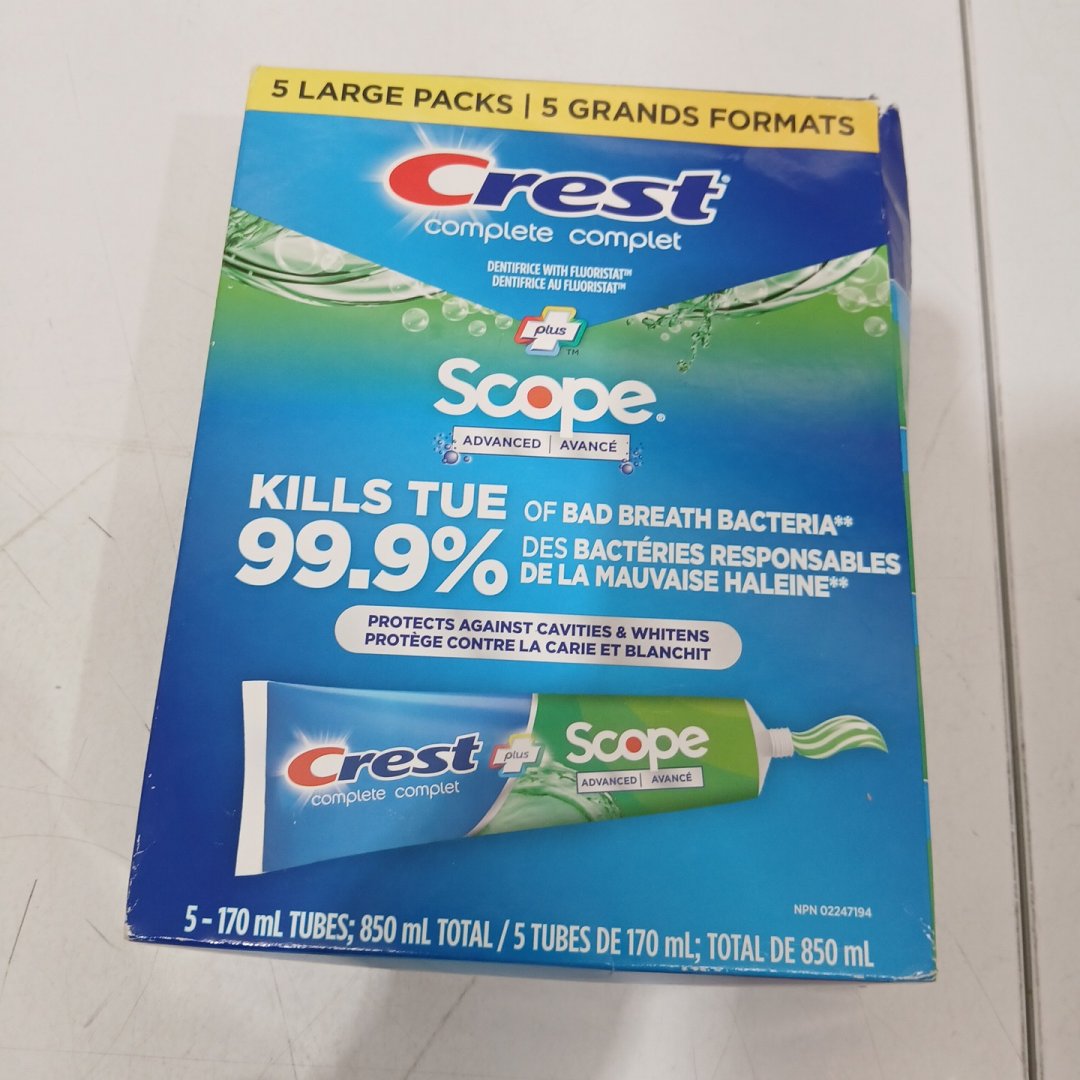 5 LARGE PACKS | 5 GRANDS FORMATS
Crest
complete complet
DENTIFRICE WITH FLUORISTAT™
DENTIFRICE AU FLUORISTAT™
plus™
Scope®
ADVANCED | AVANCÉ
KILLS TUE
99.9%
OF BAD BREATH BACTERIA**
DES BACTÉRIES RESPONSABLES
DE LA MAUVAISE HALEINE**
PROTECTS AGAINST CAVITIES & WHITENS
PROTÈGE CONTRE LA CARIE ET BLANCHIT
Crest
complete complet
plus
Scope
ADVANCED | AVANCÉ
NPN 02247194
5 – 170 mL TUBES; 850 mL TOTAL / 5 TUBES DE 170 mL; TOTAL DE 850 mL